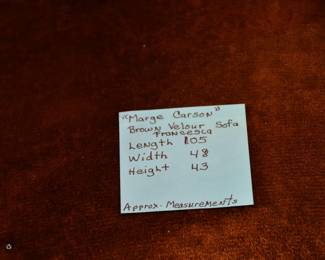 "Marge Carson"
Brown Velour Sofa
Francesca
Length 105
Width 48
Height 43
Approx. Measurements